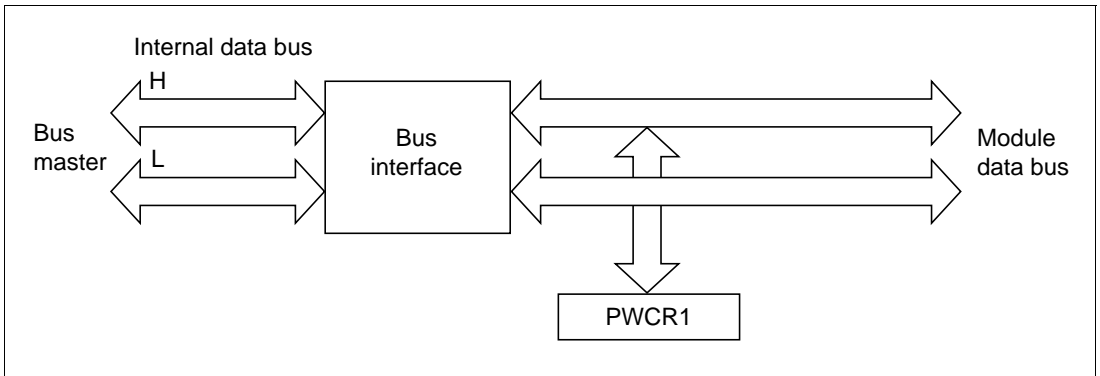 Internal data bus
H
Bus
master
L
Bus
interface
Module
data bus
PWCR1